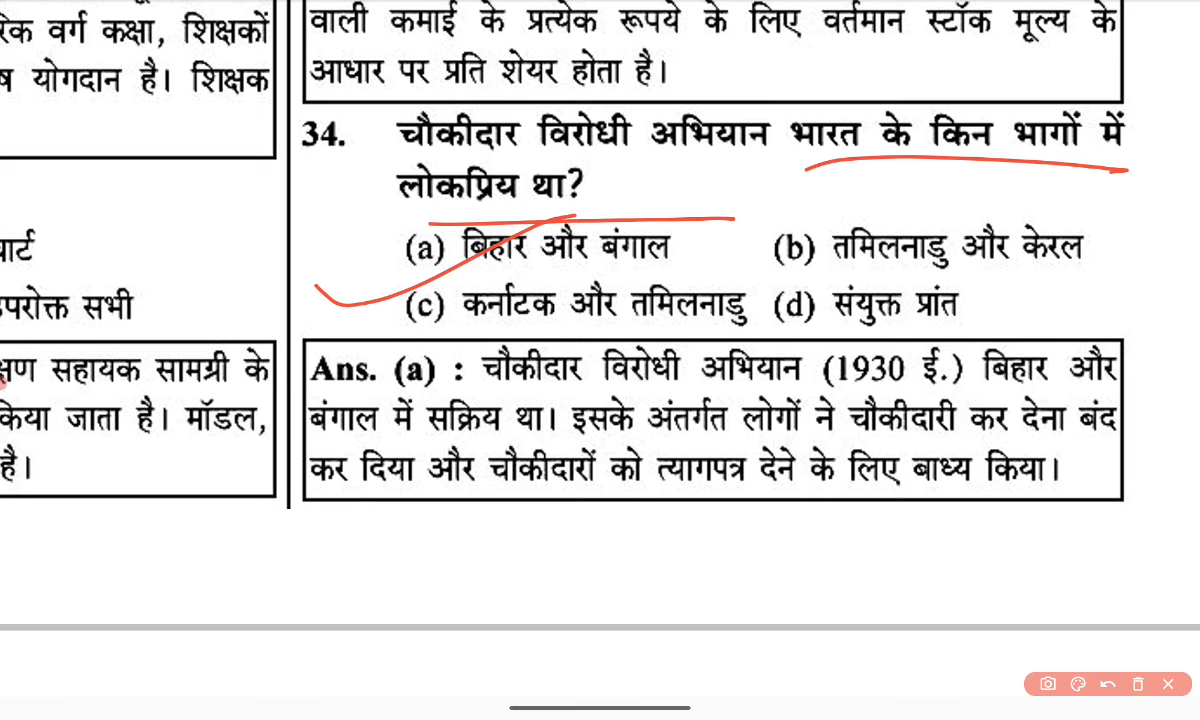 वर्ग कक्षा, शिक्षकों
योगदान है। शिक्षक
उपरोक्त सभी
सहायक सामग्री के
किया जाता है। मॉडल,
है।
वाली कमाई के प्रत्येक रूपये के लिए वर्तमान स्टॉक मूल्य के
आधार पर प्रति शेयर होता है।
34. चौकीदार विरोधी अभियान भारत के किन भागों में
लोकप्रिय था?
(a) बिहार और बंगाल (b) तमिलनाडु और केरल
(c) कर्नाटक और तमिलनाडु (d) संयुक्त प्रांत
Ans. (a) : चौकीदार विरोधी अभियान (1930 ई.) बिहार और
बंगाल में सक्रिय था। इसके अंतर्गत लोगों ने चौकीदारी कर देना बंद
कर दिया और चौकीदारों को त्यागपत्र देने के लिए बाध्य किया।